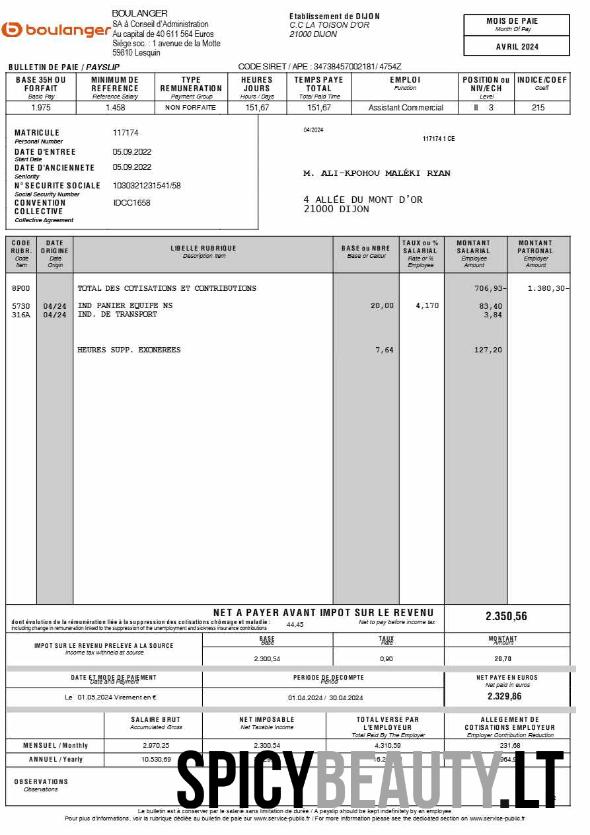 boulanger
BOULANGER
SA à Conseil d'Administration
Au capital de 40 611 564 Euros
Siège soc. : 1 avenue de la Motte
59810 Lesquin
Etablissement de DIJON
C.C LA TOISON D'OR
21000 DIJON
MOIS DE PAIE
Month Of Pay
AVRIL 2024
BULLETIN DE PAIE / PAYSLIP
CODE SIRET / APE : 34738457002181/ 4754Z
BASE 35H OU FORFAIT Basic Pay
MINIMUM DE REFERENCE Reference Salary
TYPE REMUNERATION Payment Group
HEURES JOURS Hours / Days
TEMPS PAYE TOTAL Total Paid Time
EMPLOI Function
POSITION ou NIV/ECH Level
INDICE/COEF Coeff
1.975 1.458 NON FORFAITE 151,67 151,67 Assistant Commercial II 3 215
MATRICULE 117174
Personal Number
DATE D'ENTREE 05.09.2022
Start Date
DATE D'ANCIENNETE 05.09.2022
Seniority
N° SECURITE SOCIALE 1030321231541/58
Social Security Number
CONVENTION IDCC1658
COLLECTIVE
Collective Agreement
04/2024
117174 1 CE
M. ALI-KPOHOU MALÉKI RYAN
4 ALLÉE DU MONT D'OR
21000 DIJON
CODE RUBR. Code Item
DATE ORIGINE Date Origin
LIBELLE RUBRIQUE Description Item
BASE ou NBRE Base or Calcul
TAUX ou % SALARIAL Rate or % Employee
MONTANT SALARIAL Employee Amount
MONTANT PATRONAL Employer Amount
8P00 TOTAL DES COTISATIONS ET CONTRIBUTIONS 706,93- 1.380,30-
5730 04/24 IND PANIER EQUIPE NS 20,00 4,170 83,40
316A 04/24 IND. DE TRANSPORT 3,84
HEURES SUPP. EXONEREES 7,64 127,20
NET A PAYER AVANT IMPOT SUR LE REVENU 2.350,56
Net to pay before income tax
dont évolution de la rémunération liée à la suppression des cotisations chômage et maladie : 44,45
including change in remuneration linked to the suppression of the unemployment and sickness insurance contributions
IMPOT SUR LE REVENU PRELEVE A LA SOURCE
Income tax withheld at source
BASE Base
TAUX Rate
MONTANT Amount
2.300,54 0,90 20,70
DATE ET MODE DE PAIEMENT
Date and Payment
PERIODE DE DECOMPTE
Period
NET PAYE EN EUROS
Net paid in euros
Le 01.05.2024 Virement en € 01.04.2024 / 30.04.2024 2.329,86
SALAIRE BRUT Accumulated Gross
NET IMPOSABLE Net Taxable Income
TOTAL VERSE PAR L'EMPLOYEUR Total Paid By The Employer
ALLEGEMENT DE COTISATIONS EMPLOYEUR Employer Contribution Reduction
MENSUEL / Monthly 2.970,25 2.300,54 4.310,59 231,68
ANNUEL / Yearly 10.530,69
OBSERVATIONS
Observations
SPICYBEAUTY.LT
Le bulletin est à conserver par le salarié sans limitation de durée / A payslip should be kept indefinitely by an employee
Pour plus d'informations, voir la rubrique dédiée au bulletin de paie sur www.service-public.fr / For more information please see the dedicated section on www.service-public.fr